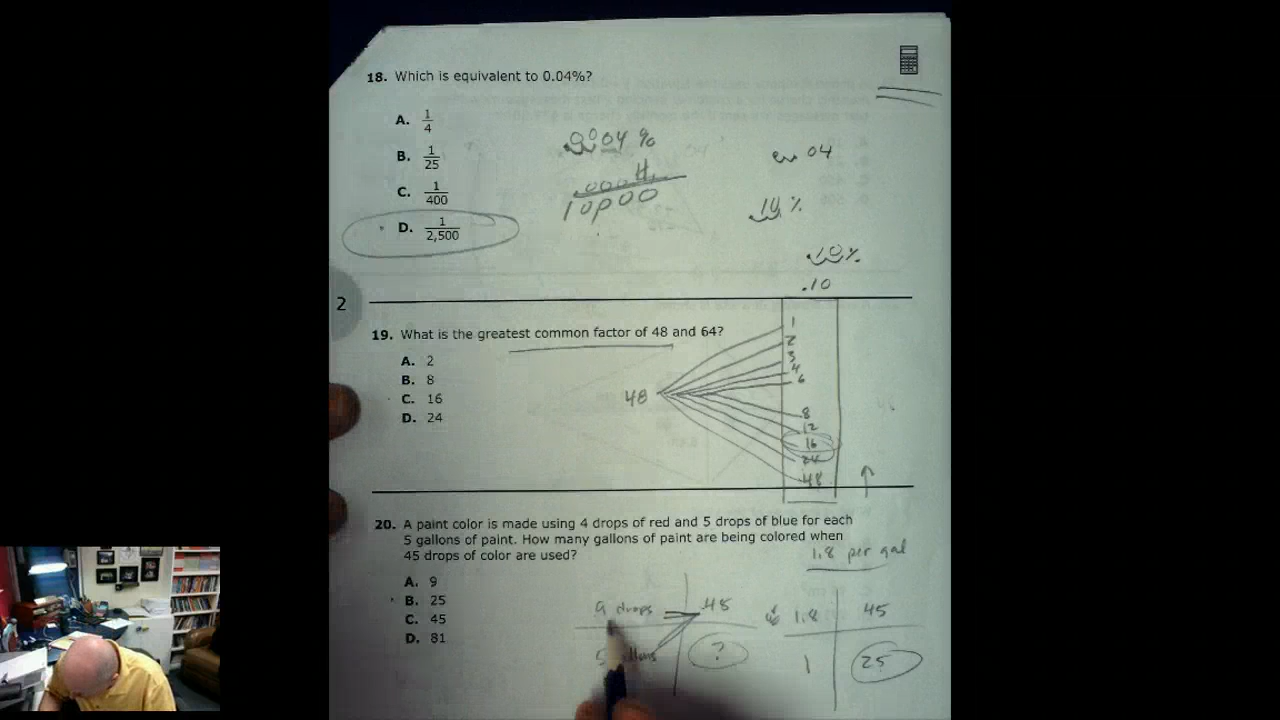 18. Which is equivalent to 0.04%?
A. 1/4
B. 1/25
C. 1/400
D. 1/2,500
04 %
10000
04
10%
10%
.10
2
19. What is the greatest common factor of 48 and 64?
A. 2
B. 8
C. 16
D. 24
48
1
2
3
4
6
8
12
16
24
48
20. A paint color is made using 4 drops of red and 5 drops of blue for each
5 gallons of paint. How many gallons of paint are being colored when
45 drops of color are used?
A. 9
B. 25
C. 45
D. 81
1.8 per gal
9 drops 45
5 ?
1.8 45
1 25